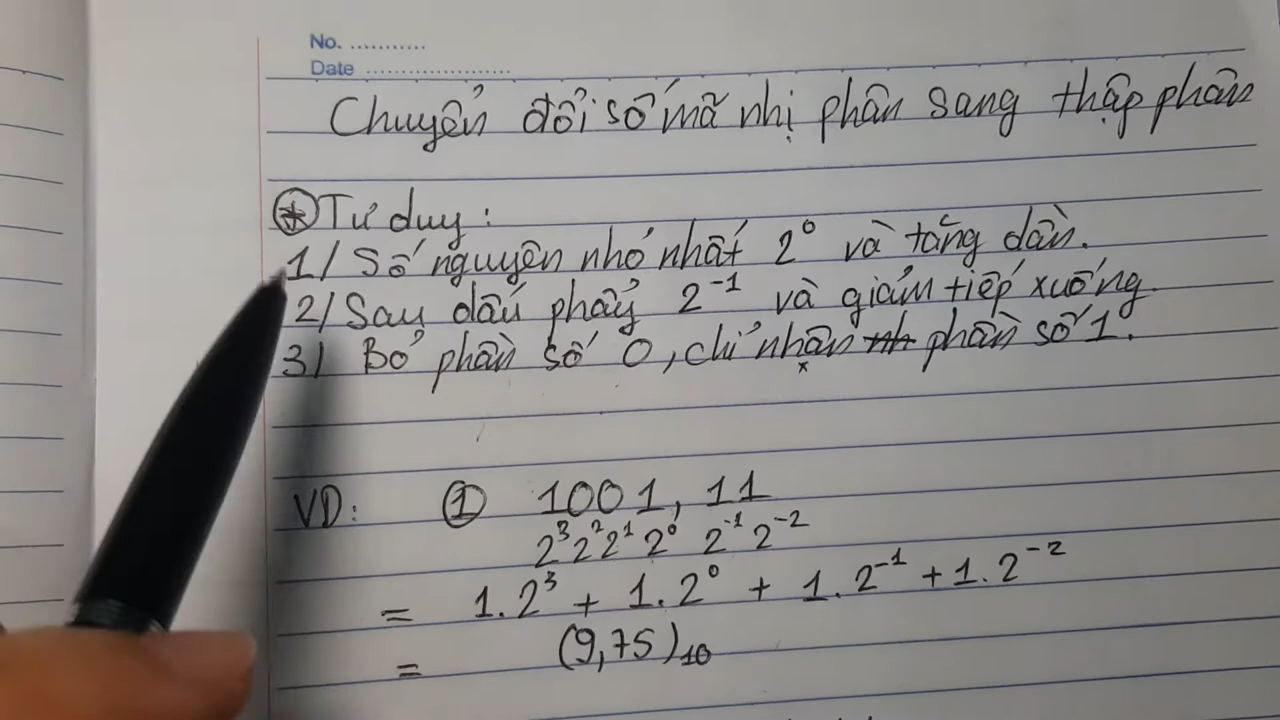 No. ...........
Date ......................
Chuyển đổi số mã nhị phân sang thập phân
* Tư duy:
1/ Số nguyên nhỏ nhất 2⁰ và tăng dần.
2/ Sau dấu phẩy 2⁻¹ và giảm tiếp xuống.
3/ Bỏ phần số 0, chỉ nhận phần số 1.
x
VD: ① 1001,11
2³2²2¹2⁰ 2⁻¹2⁻²
= 1.2³ + 1.2⁰ + 1.2⁻¹ + 1.2⁻²
= (9,75)₁₀